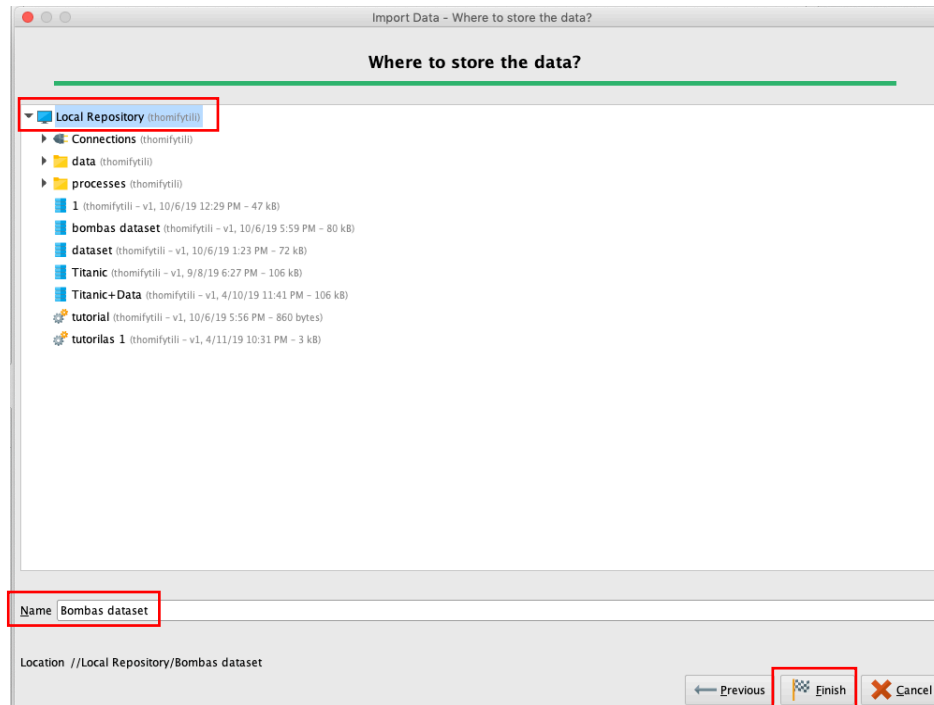 Import Data – Where to store the data?
Where to store the data?
Local Repository (thomifytili)
Connections (thomifytili)
data (thomifytili)
processes (thomifytili)
1 (thomifytili – v1, 10/6/19 12:29 PM – 47 kB)
bombas dataset (thomifytili – v1, 10/6/19 5:59 PM – 80 kB)
dataset (thomifytili – v1, 10/6/19 1:23 PM – 72 kB)
Titanic (thomifytili – v1, 9/8/19 6:27 PM – 106 kB)
Titanic+Data (thomifytili – v1, 4/10/19 11:41 PM – 106 kB)
tutorial (thomifytili – v1, 10/6/19 5:56 PM – 860 bytes)
tutorilas 1 (thomifytili – v1, 4/11/19 10:31 PM – 3 kB)
Name Bombas dataset
Location //Local Repository/Bombas dataset
Previous Finish Cancel